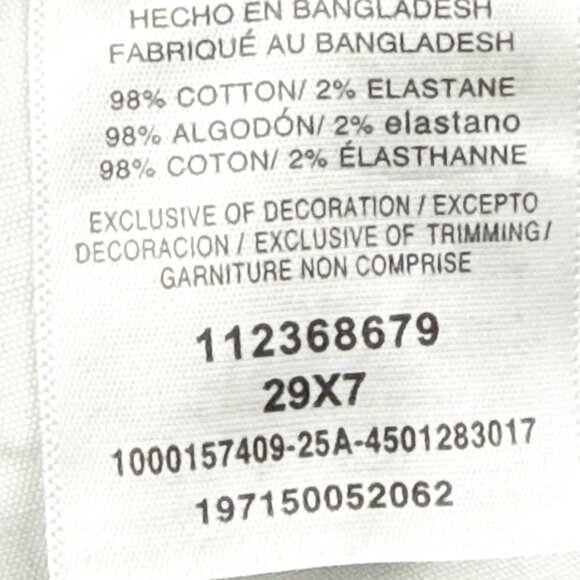 HECHO EN BANGLADESH
FABRIQUÉ AU BANGLADESH
98% COTTON/ 2% ELASTANE
98% ALGODÓN/ 2% elastano
98% COTON/ 2% ÉLASTHANNE
EXCLUSIVE OF DECORATION / EXCEPTO
DECORACION / EXCLUSIVE OF TRIMMING/
GARNITURE NON COMPRISE
112368679
29X7
1000157409-25A-4501283017
197150052062